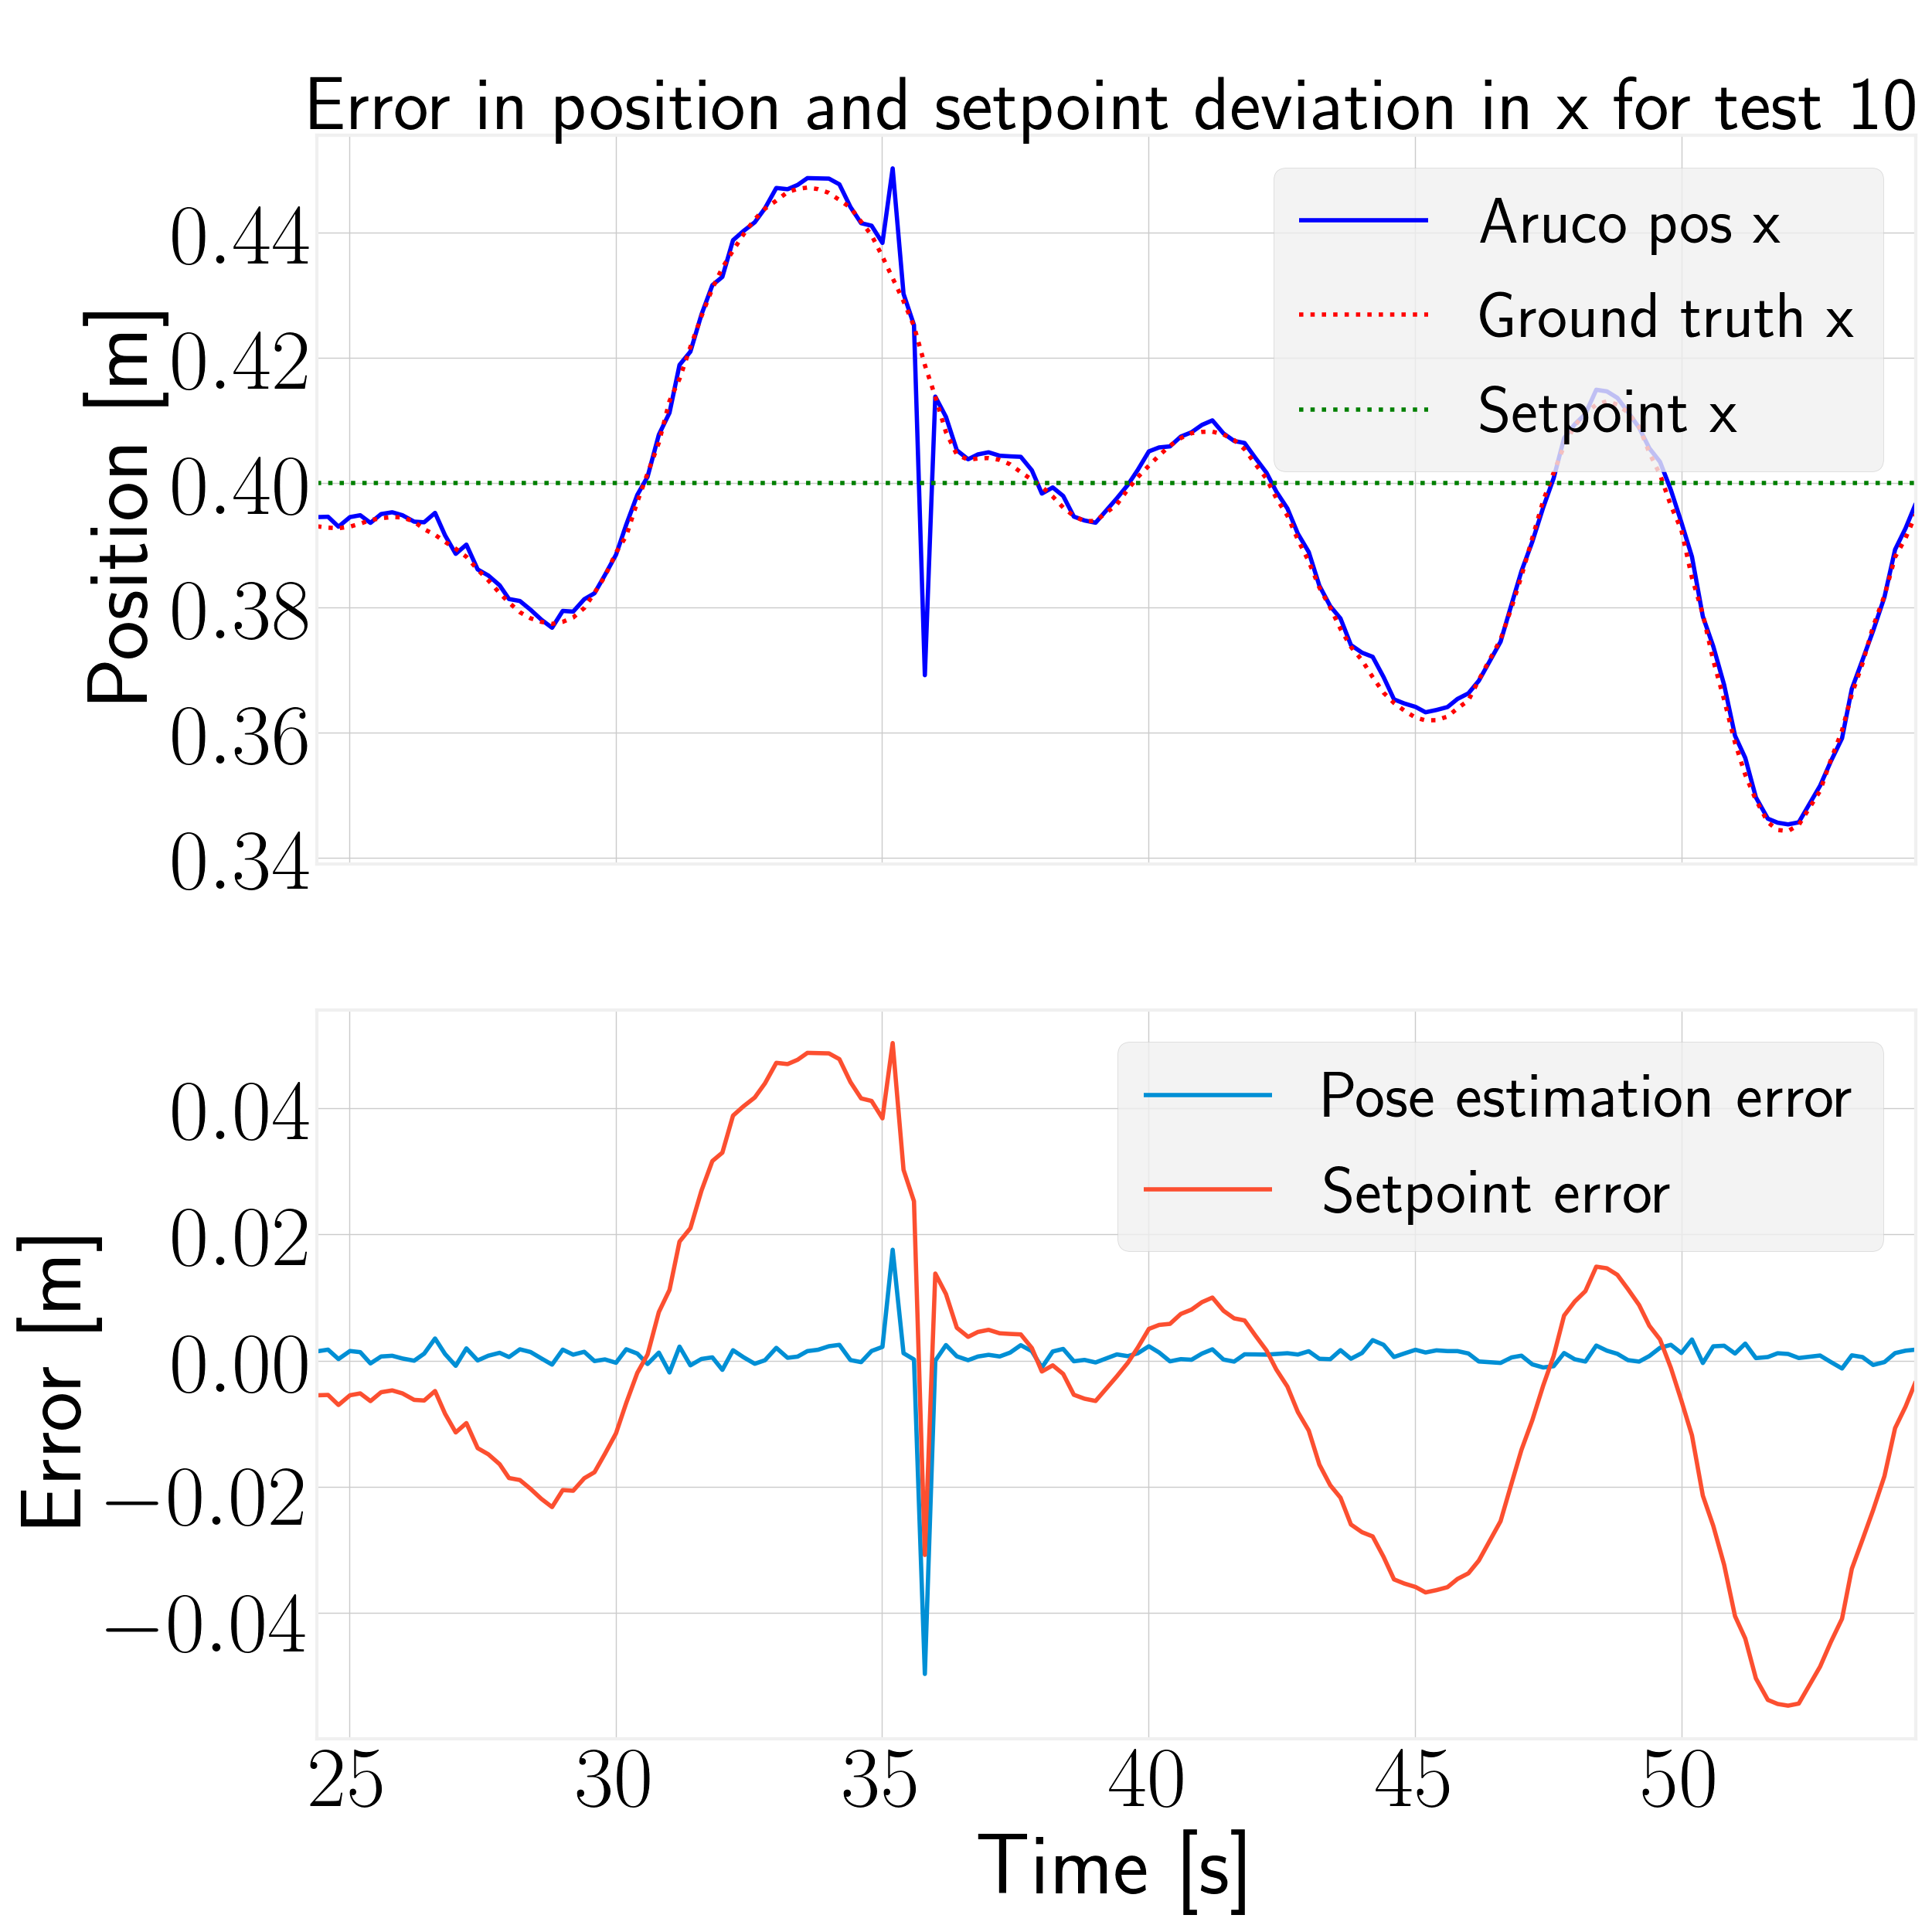 Error in position and setpoint deviation in x for test 10
Position [m]
0.44
0.42
0.40
0.38
0.36
0.34
Aruco pos x
Ground truth x
Setpoint x
Error [m]
0.04
0.02
0.00
−0.02
−0.04
Pose estimation error
Setpoint error
25 30 35 40 45 50
Time [s]